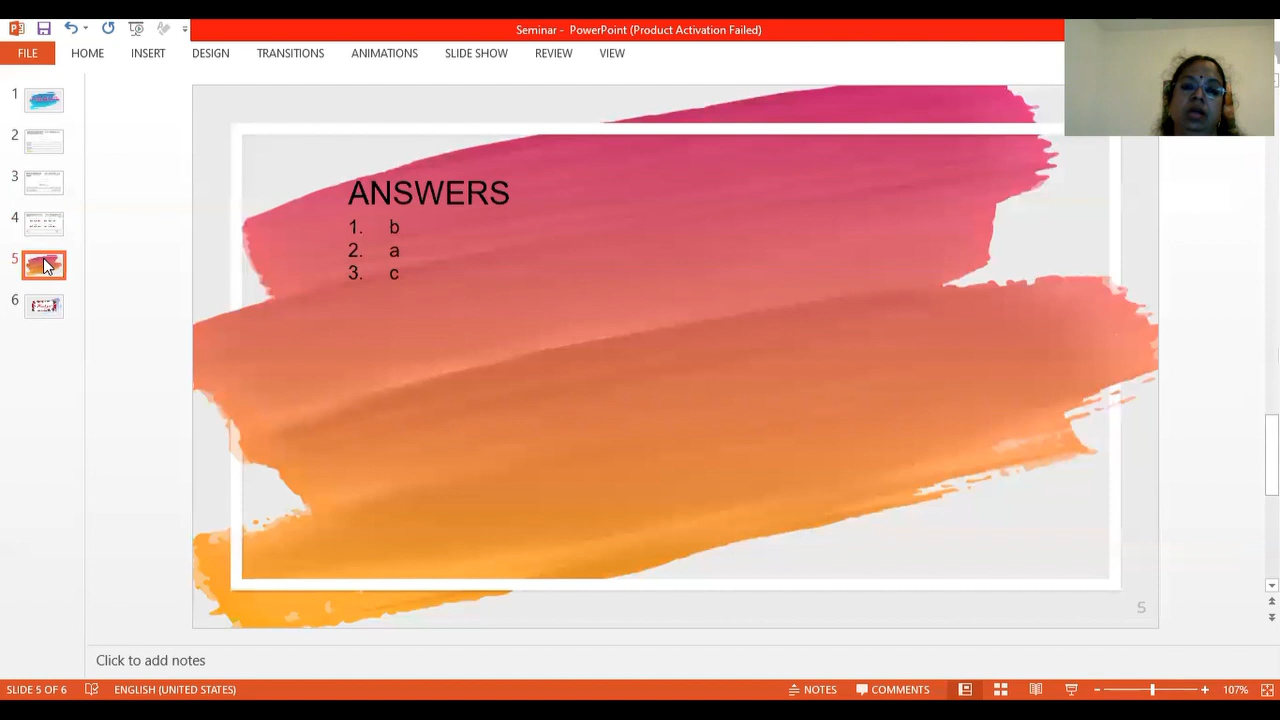 Seminar - PowerPoint (Product Activation Failed)
FILE HOME INSERT DESIGN TRANSITIONS ANIMATIONS SLIDE SHOW REVIEW VIEW
1
2
3
4
5
6
ANSWERS
1. b
2. a
3. c
5
Click to add notes
SLIDE 5 OF 6 ENGLISH (UNITED STATES) NOTES COMMENTS 107%